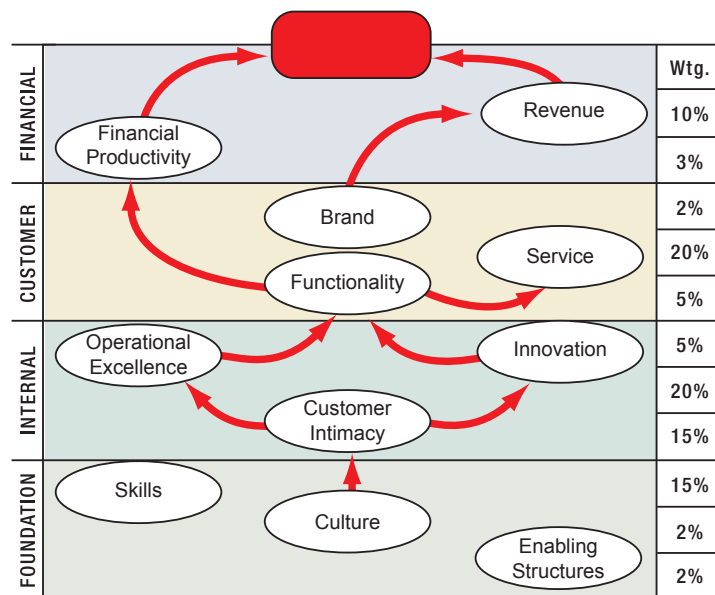 Wtg.
FINANCIAL
Revenue
10%
Financial
Productivity
3%
CUSTOMER
Brand
2%
Service
20%
Functionality
5%
INTERNAL
Operational
Excellence
Innovation
5%
20%
Customer
Intimacy
15%
FOUNDATION
Skills
15%
Culture
2%
Enabling
Structures
2%